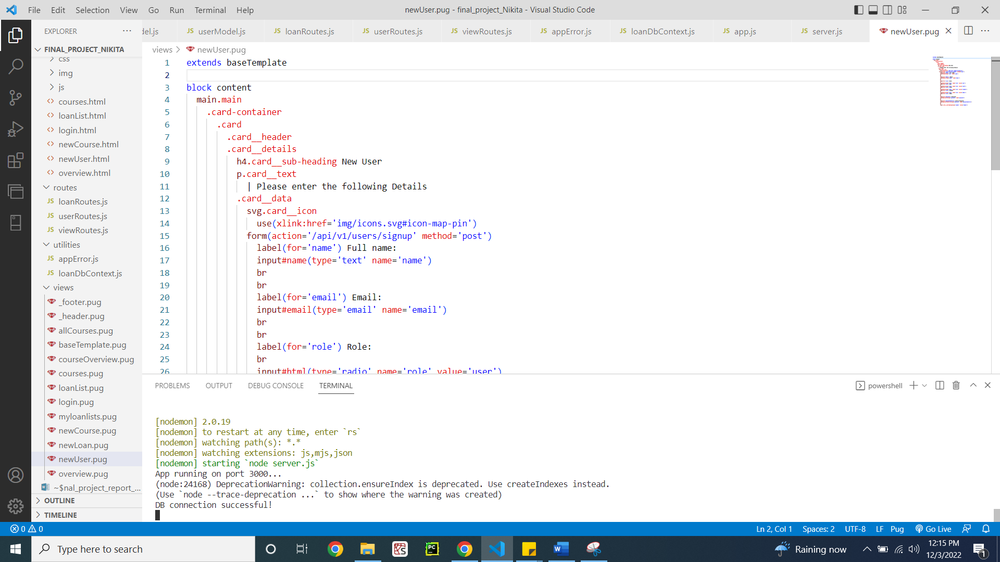 File Edit Selection View Go Run Terminal Help
newUser.pug - final_project_Nikita - Visual Studio Code
EXPLORER
del.js
JS userModel.js
JS loanRoutes.js
JS userRoutes.js
JS viewRoutes.js
JS appError.js
JS loanDbContext.js
JS app.js
JS server.js
newUser.pug
FINAL_PROJECT_NIKITA
css
img
js
courses.html
loanList.html
login.html
newCourse.html
newUser.html
overview.html
routes
JS loanRoutes.js
JS userRoutes.js
JS viewRoutes.js
utilities
JS appError.js
JS loanDbContext.js
views
_footer.pug
_header.pug
allCourses.pug
baseTemplate.pug
courseOverview.pug
courses.pug
loanList.pug
login.pug
myloanlists.pug
newCourse.pug
newLoan.pug
newUser.pug
overview.pug
~$nal_project_report_...
OUTLINE
TIMELINE
views > newUser.pug
1 extends baseTemplate
2
3 block content
4 main.main
5 .card-container
6 .card
7 .card__header
8 .card__details
9 h4.card__sub-heading New User
10 p.card__text
11 | Please enter the following Details
12 .card__data
13 svg.card__icon
14 use(xlink:href='img/icons.svg#icon-map-pin')
15 form(action='/api/v1/users/signup' method='post')
16 label(for='name') Full name:
17 input#name(type='text' name='name')
18 br
19 br
20 label(for='email') Email:
21 input#email(type='email' name='email')
22 br
23 br
24 label(for='role') Role:
25 br
26 input#html(type='radio' name='role' value='user')
PROBLEMS OUTPUT DEBUG CONSOLE TERMINAL
powershell
[nodemon] 2.0.19
[nodemon] to restart at any time, enter `rs`
[nodemon] watching path(s): *.*
[nodemon] watching extensions: js,mjs,json
[nodemon] starting `node server.js`
App running on port 3000...
(node:24168) DeprecationWarning: collection.ensureIndex is deprecated. Use createIndexes instead.
(Use `node --trace-deprecation ...` to show where the warning was created)
DB connection successful!
0 0
Ln 2, Col 1 Spaces: 2 UTF-8 LF Pug Go Live
Type here to search
PC
Raining now
12:15 PM
12/3/2022
1